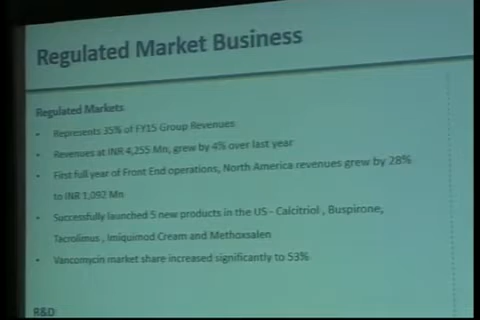 Regulated Market Business
Regulated Markets:
• Represents 35% of FY15 Group Revenues
• Revenues at INR 4,255 Mn, grew by 4% over last year
• First full year of Front End operations, North America revenues grew by 28%
to INR 1,092 Mn
• Successfully launched 5 new products in the US - Calcitriol , Buspirone,
Tacrolimus , Imiquimod Cream and Methoxsalen
• Vancomycin market share increased significantly to 53%
R&D